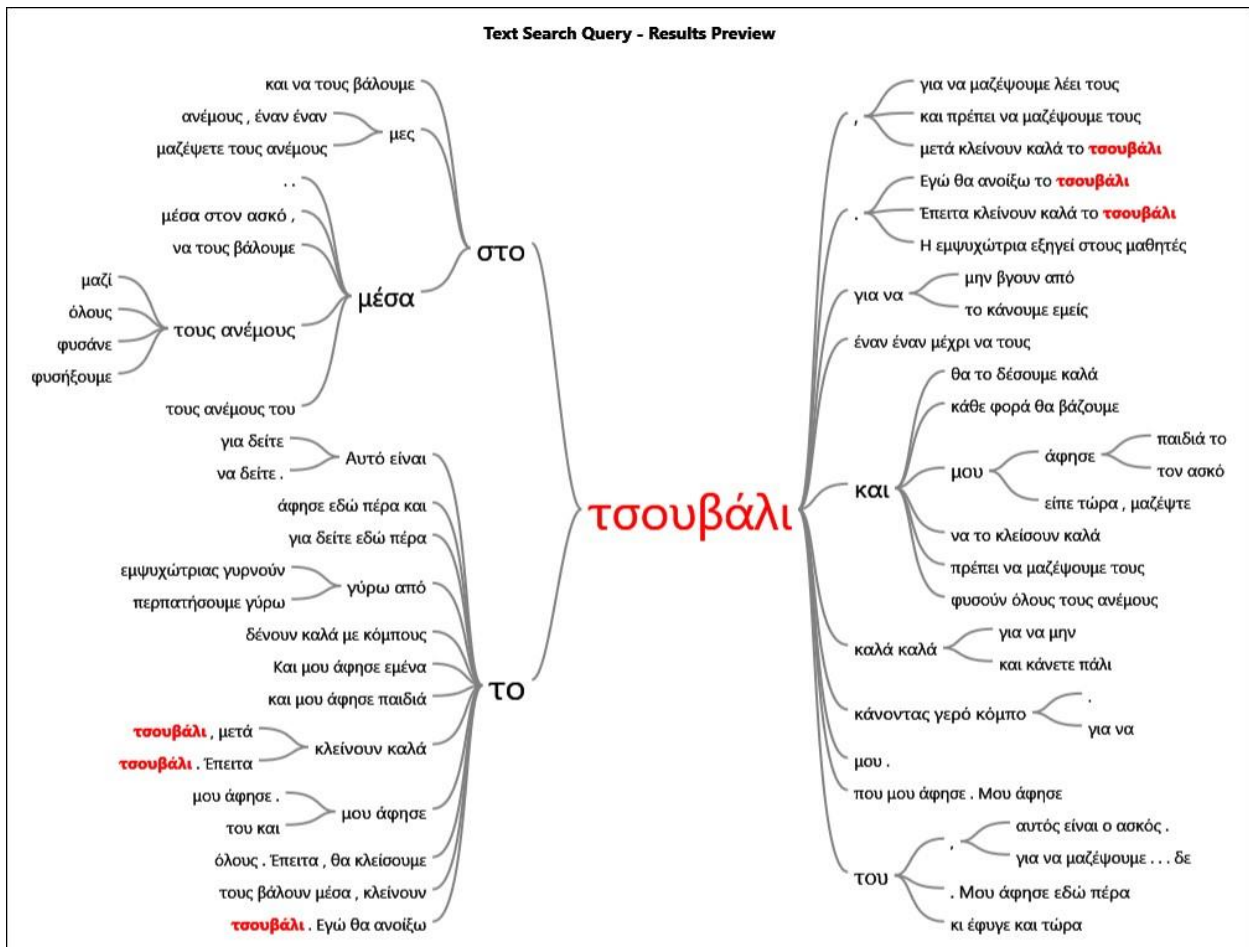 Text Search Query - Results Preview
και να τους βάλουμε
ανέμους , έναν έναν
μαζέψετε τους ανέμους
μες
. .
μέσα στον ασκό ,
να τους βάλουμε
μαζί
όλους
φυσάνε
φυσήξουμε
τους ανέμους
τους ανέμους του
μέσα
στο
για δείτε
να δείτε .
Αυτό είναι
άφησε εδώ πέρα και
για δείτε εδώ πέρα
εμψυχώτριας γυρνούν
περπατήσουμε γύρω
γύρω από
δένουν καλά με κόμπους
Και μου άφησε εμένα
και μου άφησε παιδιά
τσουβάλι , μετά
τσουβάλι . Έπειτα
κλείνουν καλά
μου άφησε .
του και
μου άφησε
όλους . Έπειτα , θα κλείσουμε
τους βάλουν μέσα , κλείνουν
τσουβάλι . Εγώ θα ανοίξω
το
τσουβάλι
,
για να μαζέψουμε λέει τους
και πρέπει να μαζέψουμε τους
μετά κλείνουν καλά το τσουβάλι
.
Εγώ θα ανοίξω το τσουβάλι
Έπειτα κλείνουν καλά το τσουβάλι
Η εμψυχώτρια εξηγεί στους μαθητές
για να
μην βγουν από
το κάνουμε εμείς
έναν έναν μέχρι να τους
και
θα το δέσουμε καλά
κάθε φορά θα βάζουμε
μου
άφησε
παιδιά το
τον ασκό
είπε τώρα , μαζέψτε
να το κλείσουν καλά
πρέπει να μαζέψουμε τους
φυσούν όλους τους ανέμους
καλά καλά
για να μην
και κάνετε πάλι
κάνοντας γερό κόμπο
.
για να
μου .
που μου άφησε . Μου άφησε
του
,
αυτός είναι ο ασκός .
για να μαζέψουμε . . . δε
. Μου άφησε εδώ πέρα
κι έφυγε και τώρα